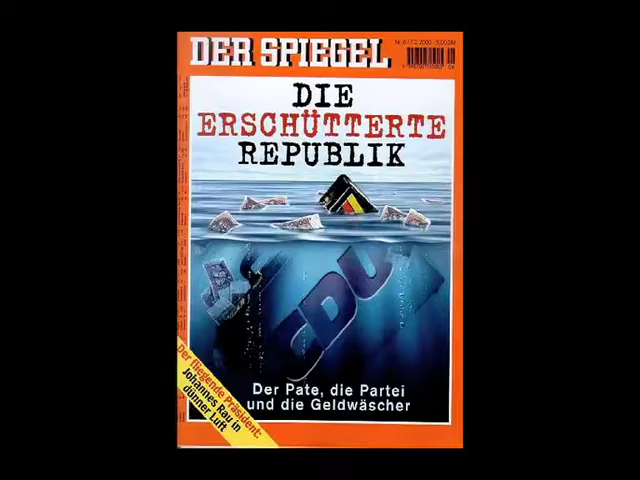 DER SPIEGEL
DIE
ERSCHÜTTERTE
REPUBLIK
CDU
Der Pate, die Partei
und die Geldwäscher
Der fliegende Präsident:
Johannes Rau in
dünner Luft